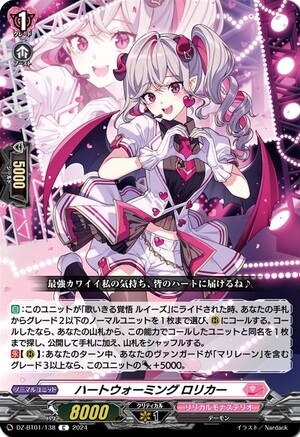 1
グレード
ブースト
5000
シールド
最強カワイイ私の気持ち、皆のハートに届けるね♪
自:このユニットが「歌いきる覚悟 ルイーズ」にライドされた時、あなたの手札
からグレード2以下のノーマルユニットを1枚まで選び、Rにコールする。コー
ルしたなら、あなたの山札から、この能力でコールしたユニットと同名を1枚ま
で探し、公開して手札に加え、山札をシャッフルする。
永【R】:あなたのターン中、あなたのヴァンガードが「マリレーン」を含むグ
レード3以上なら、このユニットのパワー+5000。
ノーマルユニット
ハートウォーミング ロリカー
パワー
8000
クリティカル
1
リリカルモナステリオ
デーモン
DZ-BT01/138 C 2024
イラスト/Nardack